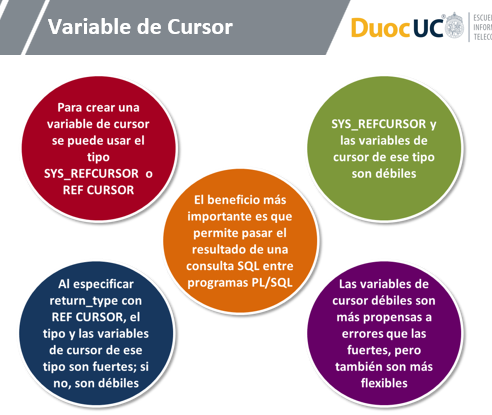 Variable de Cursor
DuocUC
ESCUE
INFORM
TELECO
Para crear una
variable de cursor
se puede usar el
tipo
SYS_REFCURSOR o
REF CURSOR
SYS_REFCURSOR y
las variables de
cursor de ese tipo
son débiles
El beneficio más
importante es que
permite pasar el
resultado de una
consulta SQL entre
programas PL/SQL
Al especificar
return_type con
REF CURSOR, el
tipo y las variables
de cursor de ese
tipo son fuertes; si
no, son débiles
Las variables de
cursor débiles son
más propensas a
errores que las
fuertes, pero
también son más
flexibles